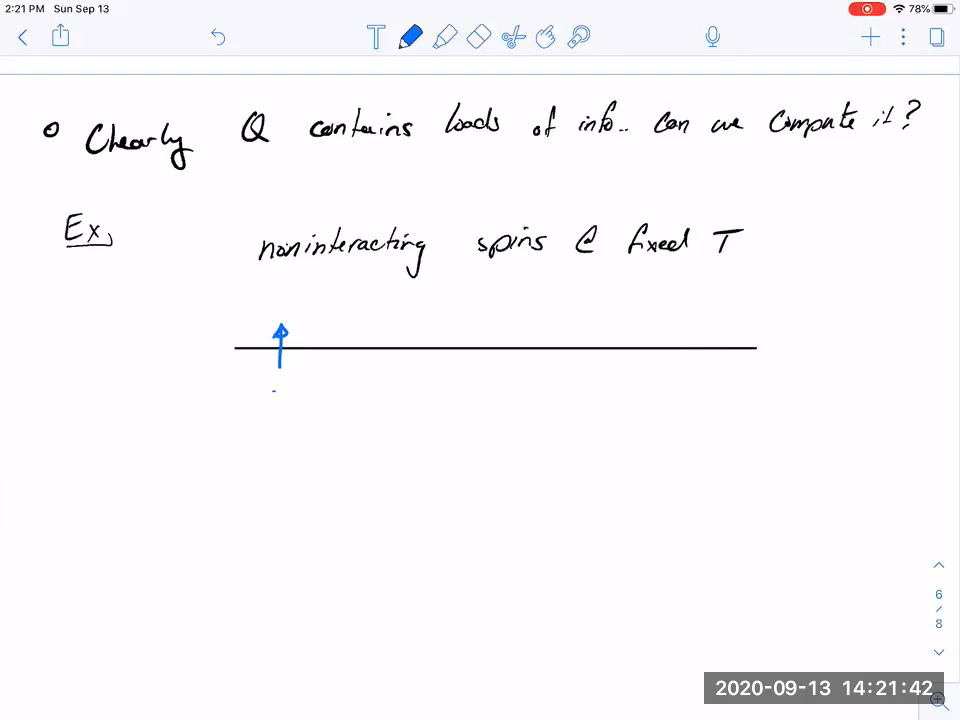 2:21 PM Sun Sep 13
78%
Clearly Q contains loads of info.. Can we compute it?
Ex,
noninteracting spins @ fixed T
6
/
8
2020-09-13 14:21:42